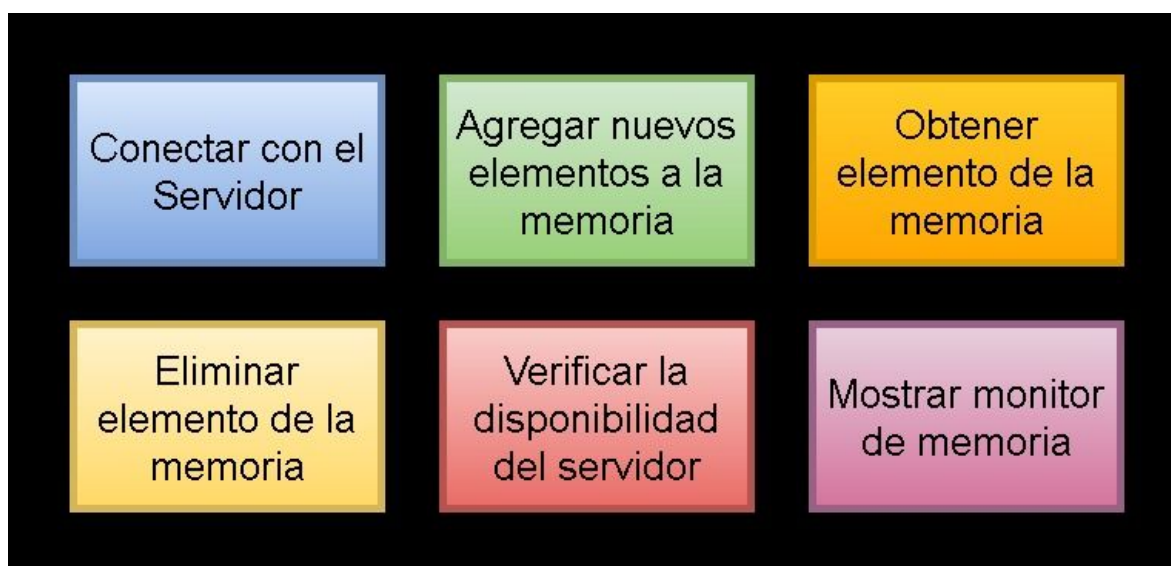 Conectar con el
Servidor
Agregar nuevos
elementos a la
memoria
Obtener
elemento de la
memoria
Eliminar
elemento de la
memoria
Verificar la
disponibilidad
del servidor
Mostrar monitor
de memoria